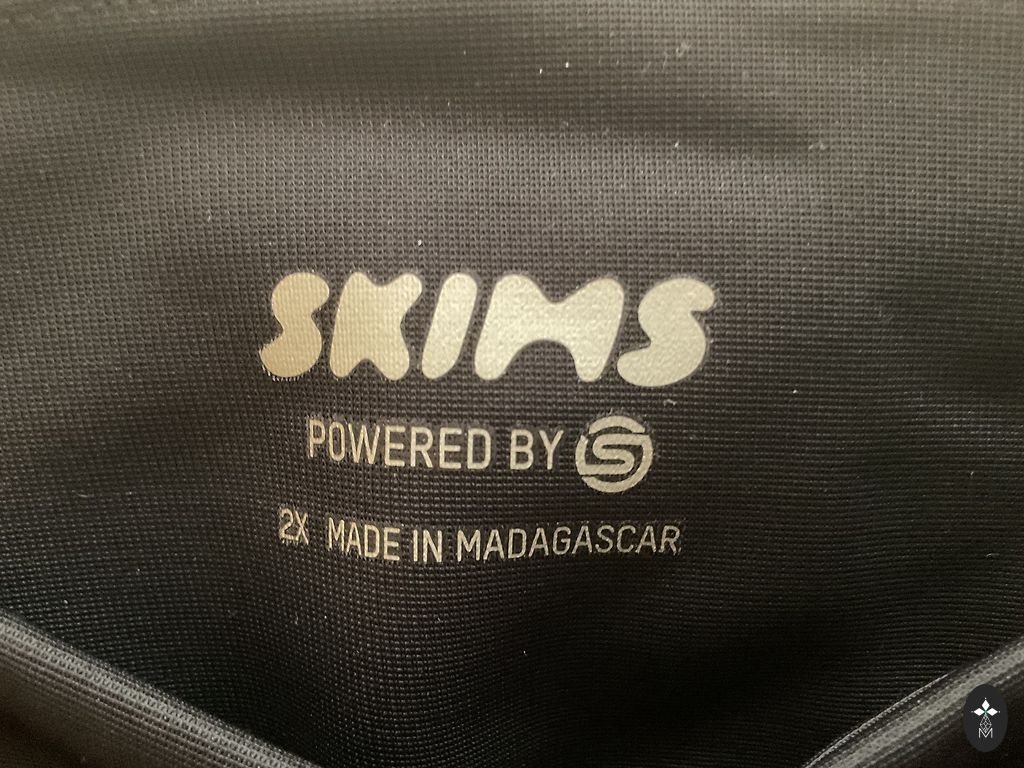 SKIMS
POWERED BY S
2X MADE IN MADAGASCAR
M